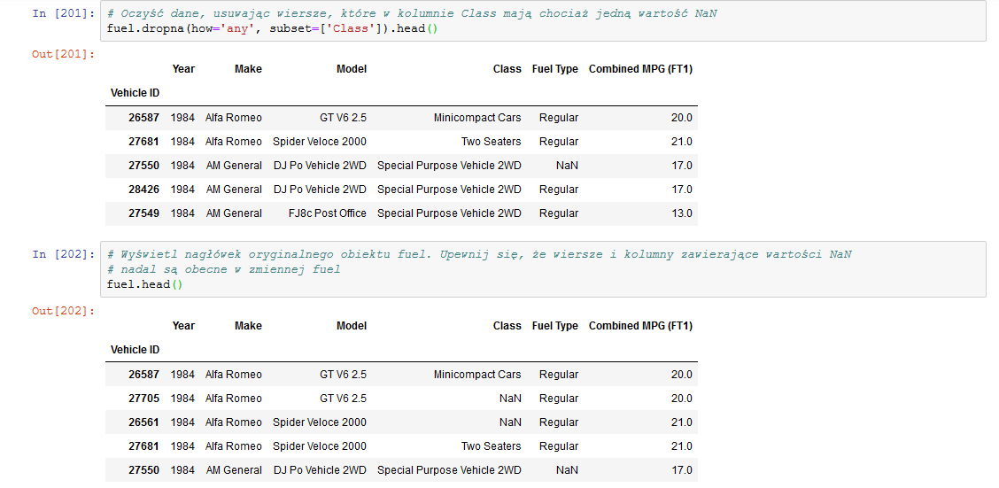 In [201]: # Oczyść dane, usuwając wiersze, które w kolumnie Class mają chociaż jedną wartość NaN
fuel.dropna(how='any', subset=['Class']).head()
Out[201]:
Year Make Model Class Fuel Type Combined MPG (FT1)
Vehicle ID
26587 1984 Alfa Romeo GT V6 2.5 Minicompact Cars Regular 20.0
27681 1984 Alfa Romeo Spider Veloce 2000 Two Seaters Regular 21.0
27550 1984 AM General DJ Po Vehicle 2WD Special Purpose Vehicle 2WD NaN 17.0
28426 1984 AM General DJ Po Vehicle 2WD Special Purpose Vehicle 2WD Regular 17.0
27549 1984 AM General FJ8c Post Office Special Purpose Vehicle 2WD Regular 13.0
In [202]: # Wyświetl nagłówek oryginalnego obiektu fuel. Upewnij się, że wiersze i kolumny zawierające wartości NaN
# nadal są obecne w zmiennej fuel
fuel.head()
Out[202]:
Year Make Model Class Fuel Type Combined MPG (FT1)
Vehicle ID
26587 1984 Alfa Romeo GT V6 2.5 Minicompact Cars Regular 20.0
27705 1984 Alfa Romeo GT V6 2.5 NaN Regular 20.0
26561 1984 Alfa Romeo Spider Veloce 2000 NaN Regular 21.0
27681 1984 Alfa Romeo Spider Veloce 2000 Two Seaters Regular 21.0
27550 1984 AM General DJ Po Vehicle 2WD Special Purpose Vehicle 2WD NaN 17.0